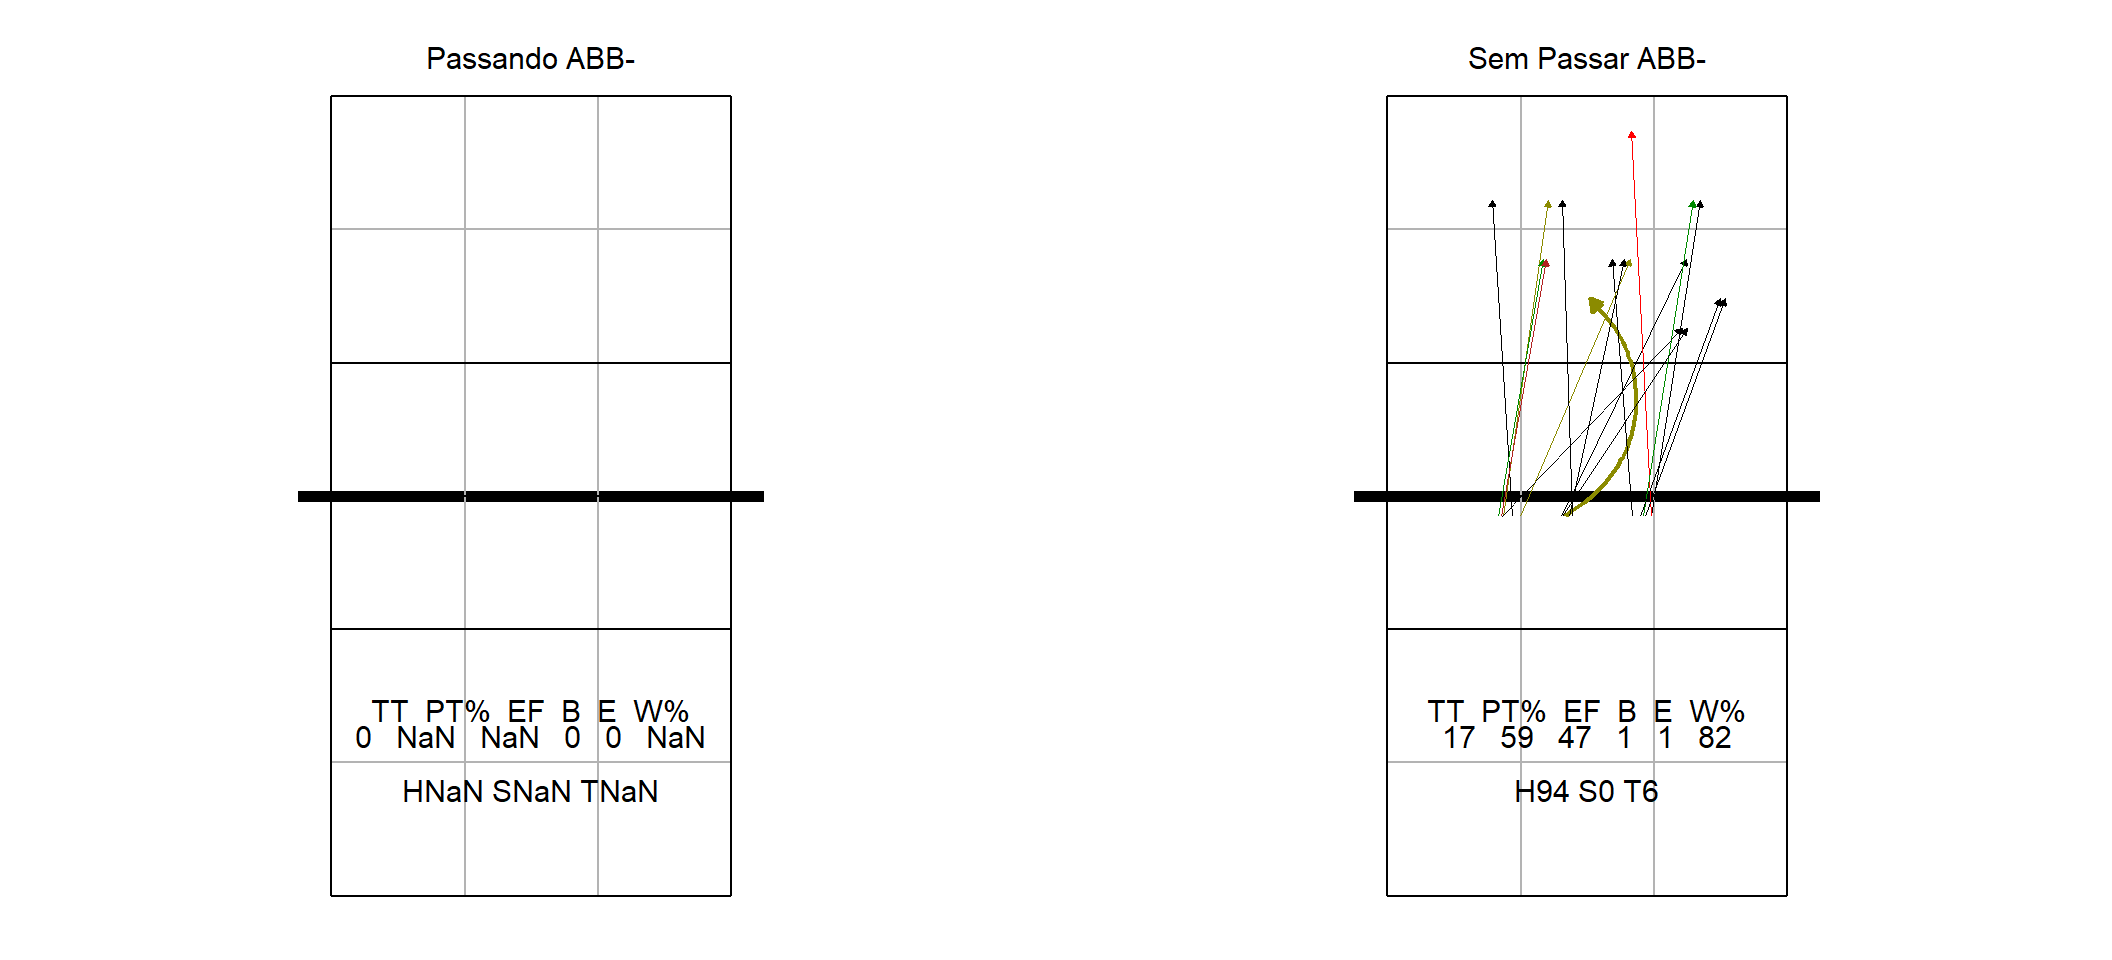 Passando ABB-
TT PT% EF B E W%
0 NaN NaN 0 0 NaN
HNaN SNaN TNaN
Sem Passar ABB-
TT PT% EF B E W%
17 59 47 1 1 82
H94 S0 T6